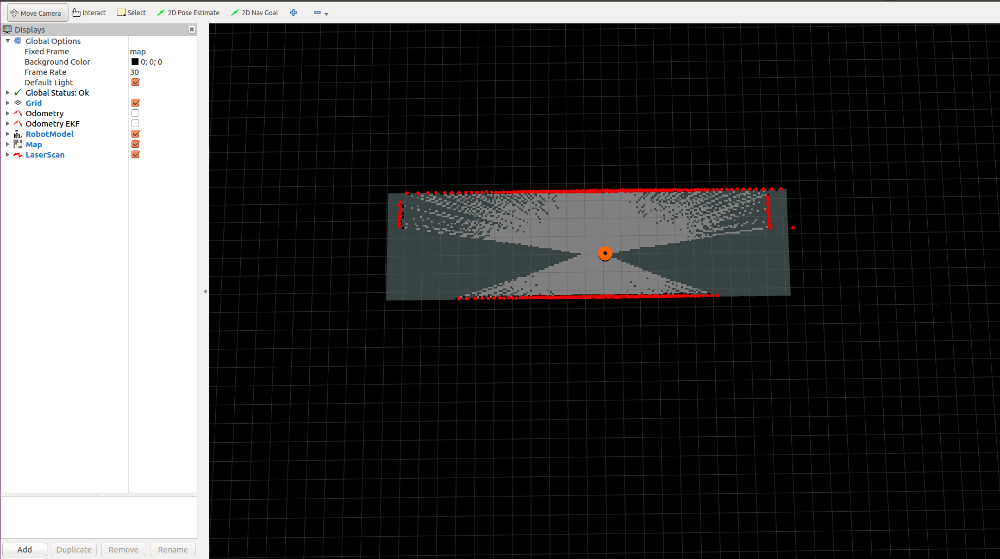 Move Camera Interact Select 2D Pose Estimate 2D Nav Goal
Displays
Global Options
Fixed Frame map
Background Color 0; 0; 0
Frame Rate 30
Default Light
Global Status: Ok
Grid
Odometry
Odometry EKF
RobotModel
Map
LaserScan
Add Duplicate Remove Rename